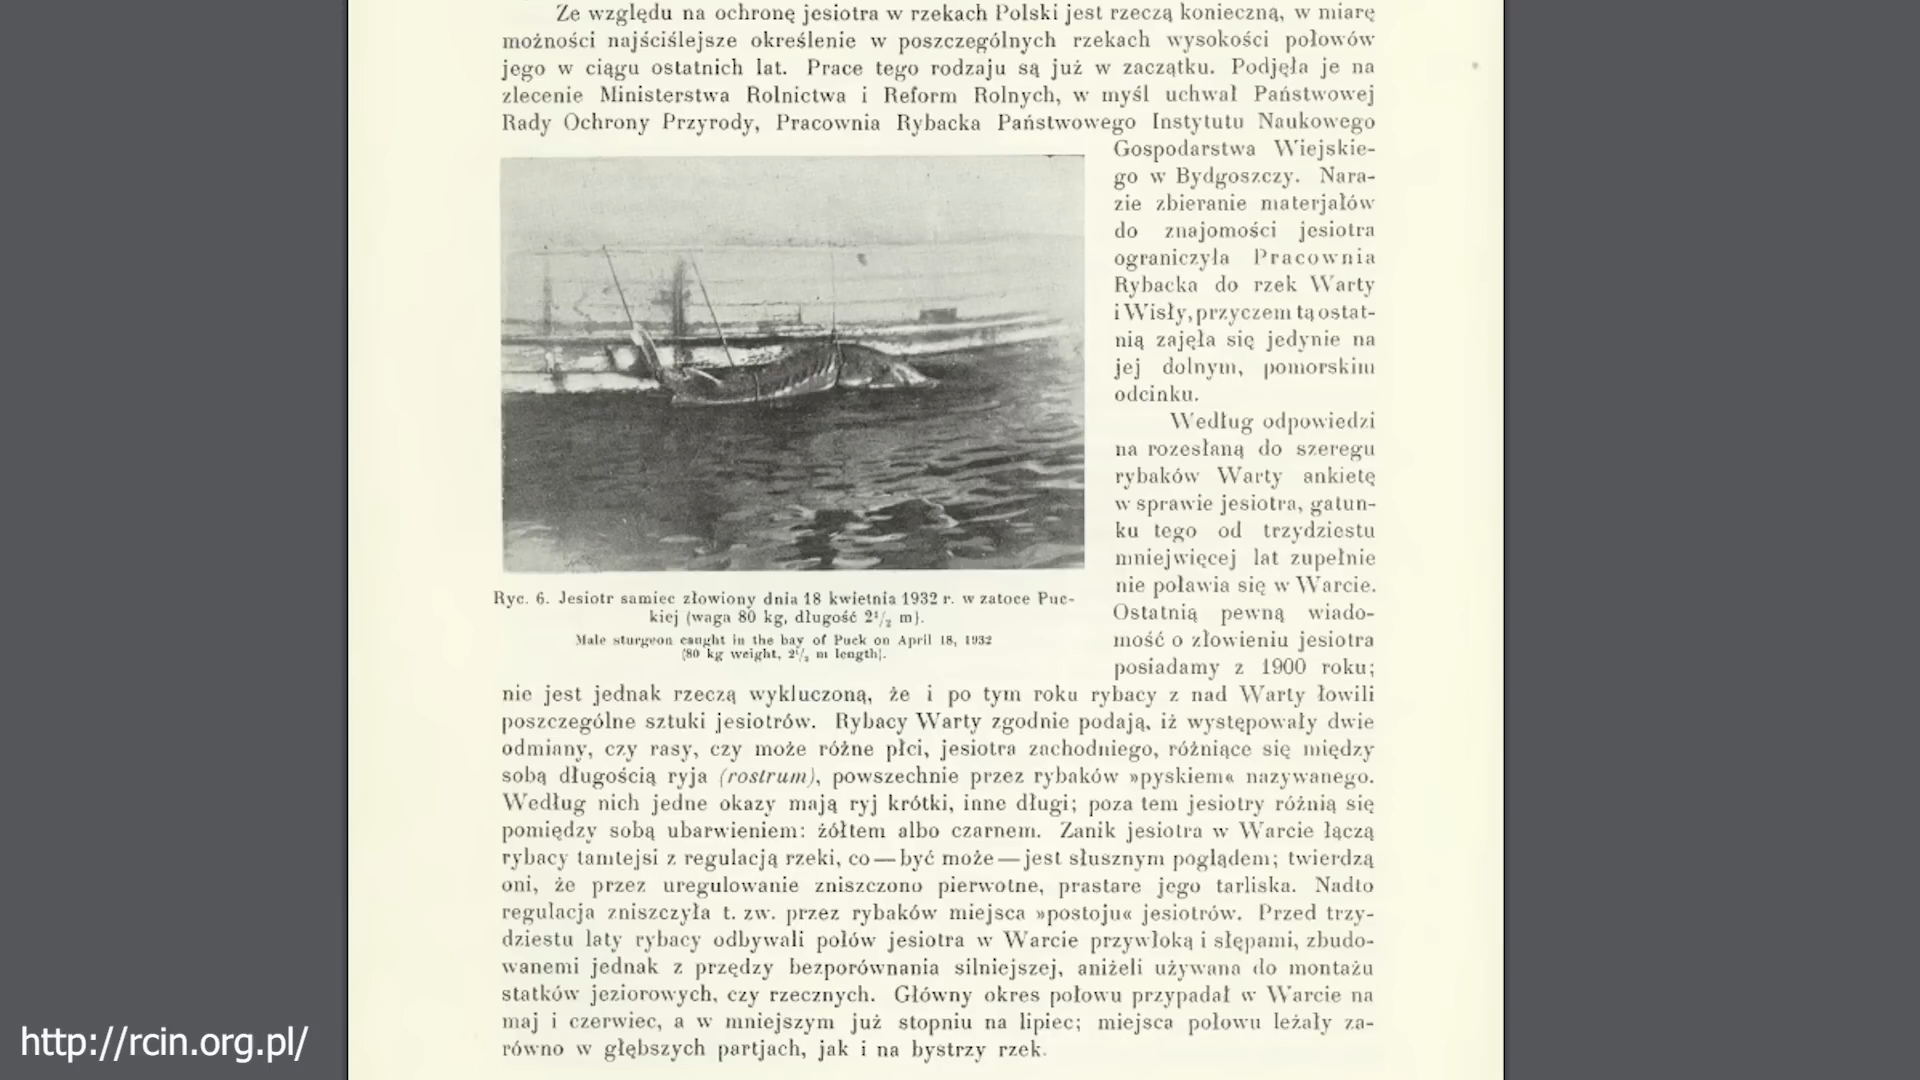 Ze względu na ochronę jesiotra w rzekach Polski jest rzeczą konieczną, w miarę
możności najściślejsze określenie w poszczególnych rzekach wysokości połowów
jego w ciągu ostatnich lat. Prace tego rodzaju są już w zaczątku. Podjęła je na
zlecenie Ministerstwa Rolnictwa i Reform Rolnych, w myśl uchwał Państwowej
Rady Ochrony Przyrody, Pracownia Rybacka Państwowego Instytutu Naukowego
Gospodarstwa Wiejskie-
go w Bydgoszczy. Nara-
zie zbieranie materjałów
do znajomości jesiotra
ograniczyła Pracownia
Rybacka do rzek Warty
i Wisły, przyczem tą ostat-
nią zajęła się jedynie na
jej dolnym, pomorskim
odcinku.
Według odpowiedzi
na rozesłaną do szeregu
rybaków Warty ankietę
w sprawie jesiotra, gatun-
ku tego od trzydziestu
mniejwięcej lat zupełnie
nie poławia się w Warcie.
Ostatnią pewną wiado-
mość o złowieniu jesiotra
posiadamy z 1900 roku;
Ryc. 6. Jesiotr samiec złowiony dnia 18 kwietnia 1932 r. w zatoce Puc-
kiej (waga 80 kg, długość 2¹/₂ m).
Male sturgeon caught in the bay of Puck on April 18, 1932
(80 kg weight, 2¹/₂ m length).
nie jest jednak rzeczą wykluczoną, że i po tym roku rybacy z nad Warty łowili
poszczególne sztuki jesiotrów. Rybacy Warty zgodnie podają, iż występowały dwie
odmiany, czy rasy, czy może różne płci, jesiotra zachodniego, różniące się między
sobą długością ryja (rostrum), powszechnie przez rybaków »pyskiem« nazywanego.
Według nich jedne okazy mają ryj krótki, inne długi; poza tem jesiotry różnią się
pomiędzy sobą ubarwieniem: żółtem albo czarnem. Zanik jesiotra w Warcie łączą
rybacy tamtejsi z regulacją rzeki, co — być może — jest słusznym poglądem; twierdzą
oni, że przez uregulowanie zniszczono pierwotne, prastare jego tarliska. Nadto
regulacja zniszczyła t. zw. przez rybaków miejsca »postoju« jesiotrów. Przed trzy-
dziestu laty rybacy odbywali połów jesiotra w Warcie przywłoką i słępami, zbudo-
wanemi jednak z przędzy bezporównania silniejszej, aniżeli używana do montażu
statków jeziorowych, czy rzecznych. Główny okres połowu przypadał w Warcie na
maj i czerwiec, a w mniejszym już stopniu na lipiec; miejsca połowu leżały za-
równo w głębszych partjach, jak i na bystrzy rzek.
http://rcin.org.pl/